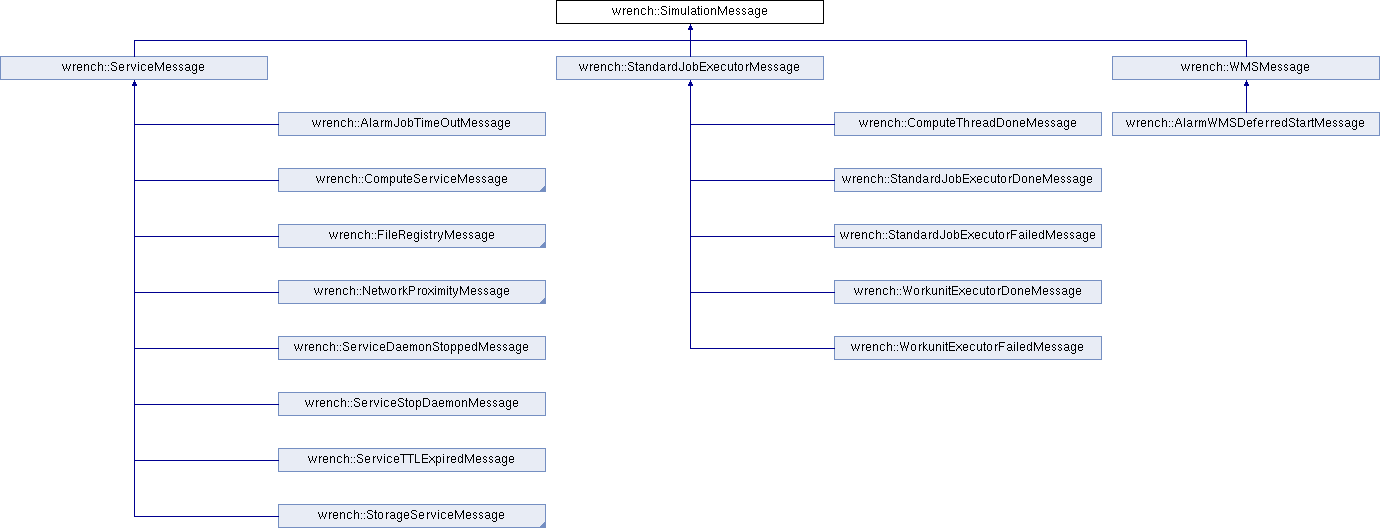 wrench::SimulationMessage
wrench::ServiceMessage
wrench::StandardJobExecutorMessage
wrench::WMSMessage
wrench::AlarmJobTimeOutMessage
wrench::ComputeThreadDoneMessage
wrench::AlarmWMSDeferredStartMessage
wrench::ComputeServiceMessage
wrench::StandardJobExecutorDoneMessage
wrench::FileRegistryMessage
wrench::StandardJobExecutorFailedMessage
wrench::NetworkProximityMessage
wrench::WorkunitExecutorDoneMessage
wrench::ServiceDaemonStoppedMessage
wrench::WorkunitExecutorFailedMessage
wrench::ServiceStopDaemonMessage
wrench::ServiceTTLExpiredMessage
wrench::StorageServiceMessage